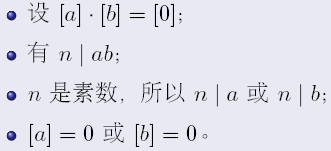 设 [a] · [b] = [0];
有 n | ab;
n 是素数, 所以 n | a 或 n | b;
[a] = 0 或 [b] = 0。